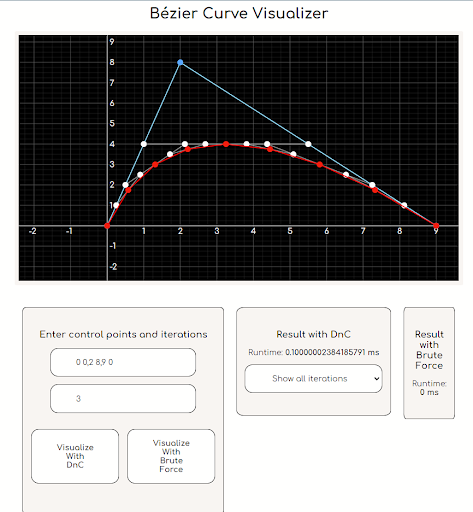 Bézier Curve Visualizer
9
8
7
6
5
4
3
2
1
-2 -1 1 2 3 4 5 6 7 8 9
-1
-2
Enter control points and iterations
0 0,2 8,9 0
3
Visualize
With
DnC
Visualize
With
Brute
Force
Result with DnC
Runtime: 0.10000002384185791 ms
Show all iterations
Result
with
Brute
Force
Runtime:
0 ms